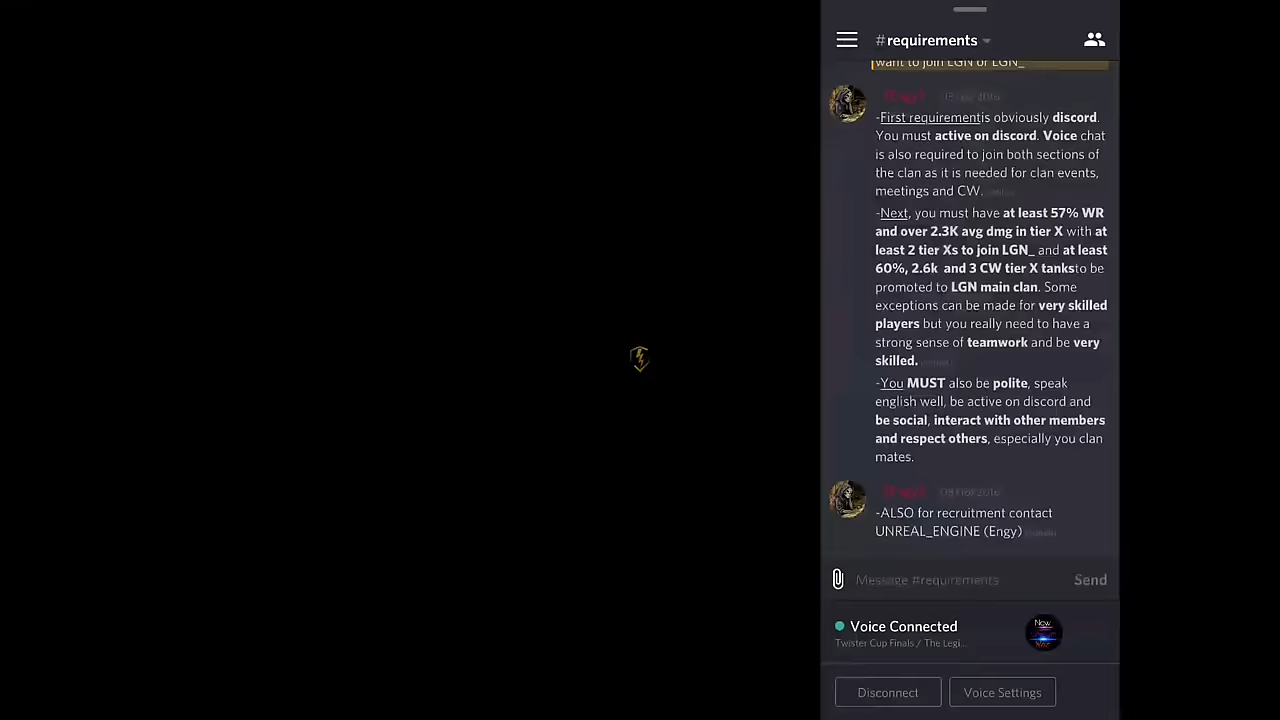 #requirements
want to join LGN or LGN_
-First requirementis obviously discord.
You must active on discord. Voice chat
is also required to join both sections of
the clan as it is needed for clan events,
meetings and CW.
-Next, you must have at least 57% WR
and over 2.3K avg dmg in tier X with at
least 2 tier Xs to join LGN_ and at least
60%, 2.6k and 3 CW tier X tanksto be
promoted to LGN main clan. Some
exceptions can be made for very skilled
players but you really need to have a
strong sense of teamwork and be very
skilled.
-You MUST also be polite, speak
english well, be active on discord and
be social, interact with other members
and respect others, especially you clan
mates.
[Engy]
-ALSO for recruitment contact
UNREAL_ENGINE (Engy)
Message #requirements
Send
Voice Connected
Twister Cup Finals / The Legi...
Now
Disconnect
Voice Settings